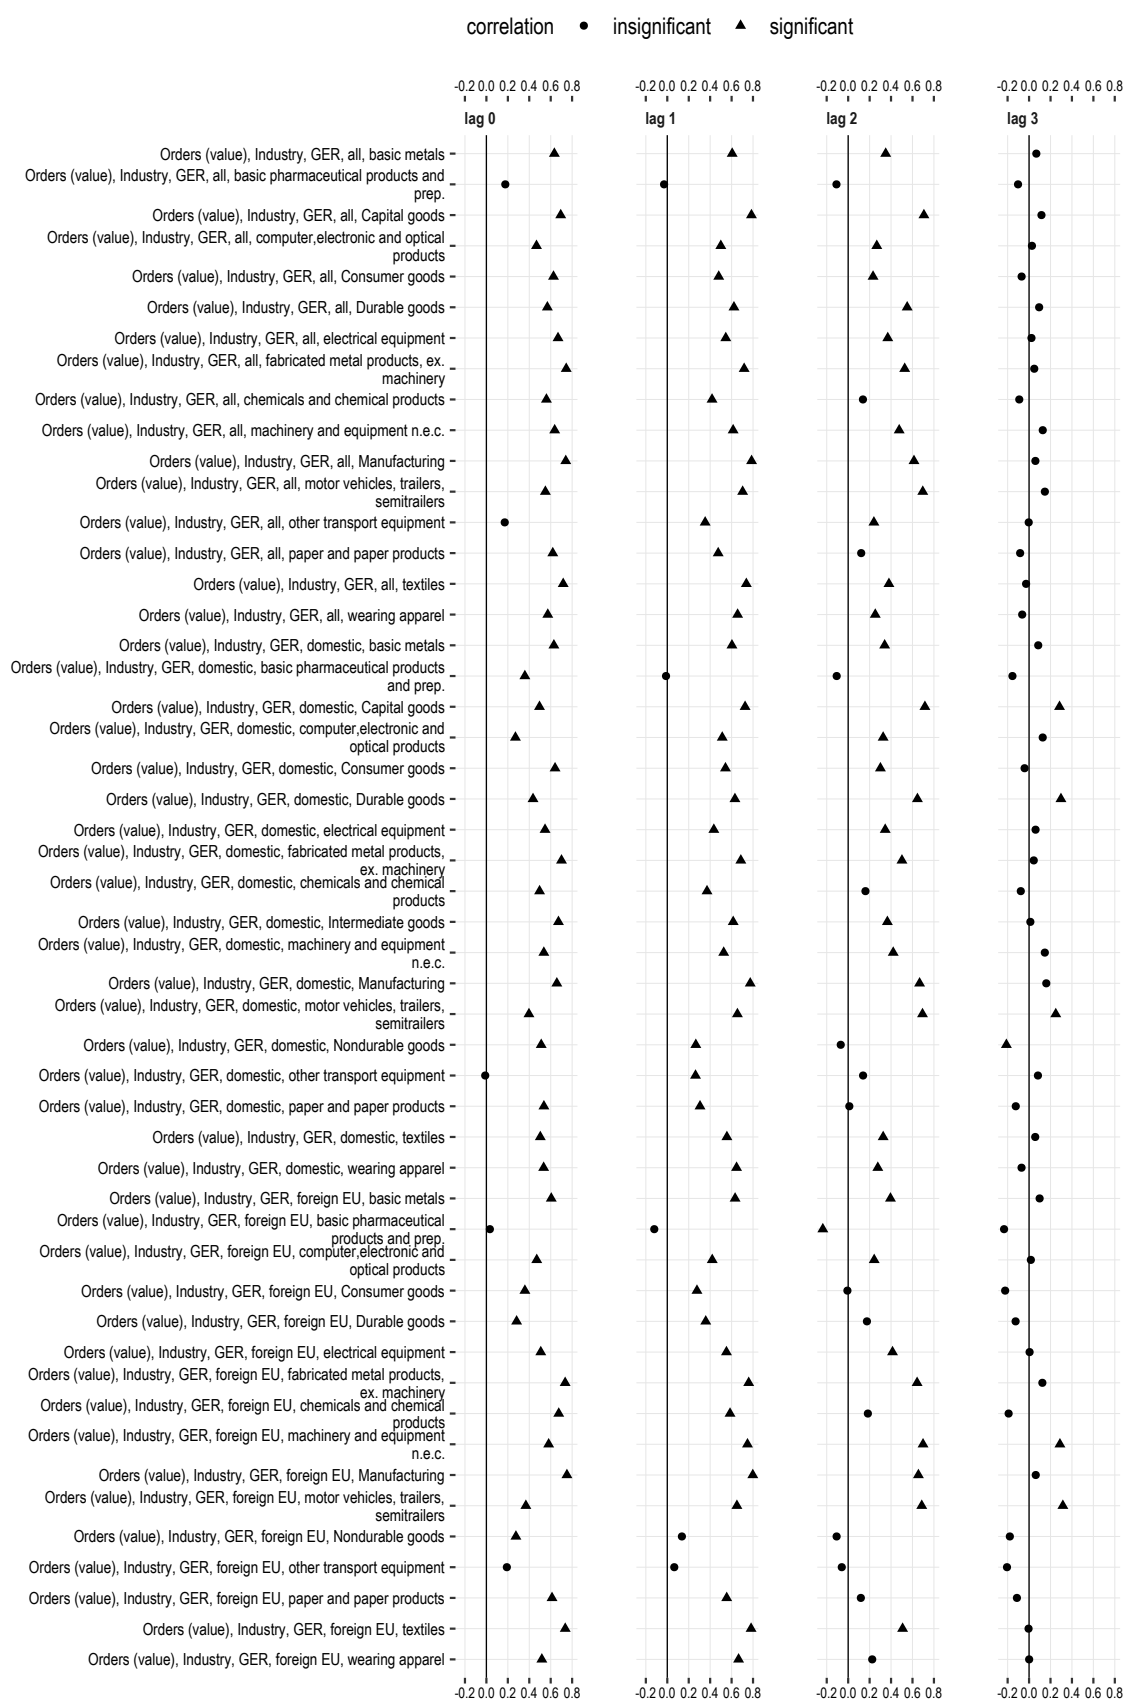 correlation insignificant significant
-0.2 0.0 0.2 0.4 0.6 0.8 -0.2 0.0 0.2 0.4 0.6 0.8 -0.2 0.0 0.2 0.4 0.6 0.8 -0.2 0.0 0.2 0.4 0.6 0.8
lag 0 lag 1 lag 2 lag 3
Orders (value), Industry, GER, all, basic metals
Orders (value), Industry, GER, all, basic pharmaceutical products and
prep.
Orders (value), Industry, GER, all, Capital goods
Orders (value), Industry, GER, all, computer,electronic and optical
products
Orders (value), Industry, GER, all, Consumer goods
Orders (value), Industry, GER, all, Durable goods
Orders (value), Industry, GER, all, electrical equipment
Orders (value), Industry, GER, all, fabricated metal products, ex.
machinery
Orders (value), Industry, GER, all, chemicals and chemical products
Orders (value), Industry, GER, all, machinery and equipment n.e.c.
Orders (value), Industry, GER, all, Manufacturing
Orders (value), Industry, GER, all, motor vehicles, trailers,
semitrailers
Orders (value), Industry, GER, all, other transport equipment
Orders (value), Industry, GER, all, paper and paper products
Orders (value), Industry, GER, all, textiles
Orders (value), Industry, GER, all, wearing apparel
Orders (value), Industry, GER, domestic, basic metals
Orders (value), Industry, GER, domestic, basic pharmaceutical products
and prep.
Orders (value), Industry, GER, domestic, Capital goods
Orders (value), Industry, GER, domestic, computer,electronic and
optical products
Orders (value), Industry, GER, domestic, Consumer goods
Orders (value), Industry, GER, domestic, Durable goods
Orders (value), Industry, GER, domestic, electrical equipment
Orders (value), Industry, GER, domestic, fabricated metal products,
ex. machinery
Orders (value), Industry, GER, domestic, chemicals and chemical
products
Orders (value), Industry, GER, domestic, Intermediate goods
Orders (value), Industry, GER, domestic, machinery and equipment
n.e.c.
Orders (value), Industry, GER, domestic, Manufacturing
Orders (value), Industry, GER, domestic, motor vehicles, trailers,
semitrailers
Orders (value), Industry, GER, domestic, Nondurable goods
Orders (value), Industry, GER, domestic, other transport equipment
Orders (value), Industry, GER, domestic, paper and paper products
Orders (value), Industry, GER, domestic, textiles
Orders (value), Industry, GER, domestic, wearing apparel
Orders (value), Industry, GER, foreign EU, basic metals
Orders (value), Industry, GER, foreign EU, basic pharmaceutical
products and prep.
Orders (value), Industry, GER, foreign EU, computer,electronic and
optical products
Orders (value), Industry, GER, foreign EU, Consumer goods
Orders (value), Industry, GER, foreign EU, Durable goods
Orders (value), Industry, GER, foreign EU, electrical equipment
Orders (value), Industry, GER, foreign EU, fabricated metal products,
ex. machinery
Orders (value), Industry, GER, foreign EU, chemicals and chemical
products
Orders (value), Industry, GER, foreign EU, machinery and equipment
n.e.c.
Orders (value), Industry, GER, foreign EU, Manufacturing
Orders (value), Industry, GER, foreign EU, motor vehicles, trailers,
semitrailers
Orders (value), Industry, GER, foreign EU, Nondurable goods
Orders (value), Industry, GER, foreign EU, other transport equipment
Orders (value), Industry, GER, foreign EU, paper and paper products
Orders (value), Industry, GER, foreign EU, textiles
Orders (value), Industry, GER, foreign EU, wearing apparel
-0.2 0.0 0.2 0.4 0.6 0.8 -0.2 0.0 0.2 0.4 0.6 0.8 -0.2 0.0 0.2 0.4 0.6 0.8 -0.2 0.0 0.2 0.4 0.6 0.8